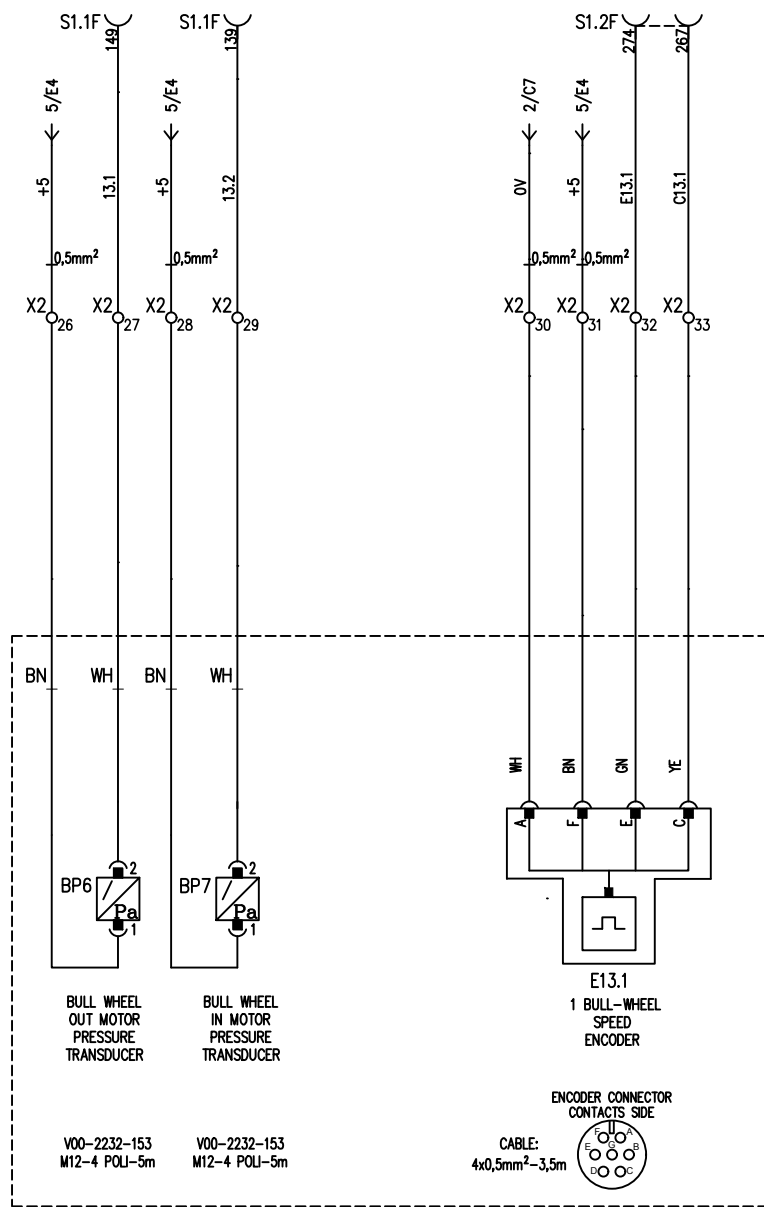 S1.1F
S1.1F
S1.2F
149
139
274
267
5/E4
5/E4
2/C7
5/E4
+5
13.1
+5
13.2
0V
+5
E13.1
C13.1
0,5mm²
0,5mm²
0,5mm²
0,5mm²
X2
26
X2
27
X2
28
X2
29
X2
30
X2
31
X2
32
X2
33
BN
WH
BN
WH
WH
BN
GN
YE
A
F
E
C
2
2
BP6
Pa
BP7
Pa
1
1
E13.1
BULL WHEEL
OUT MOTOR
PRESSURE
TRANSDUCER
BULL WHEEL
IN MOTOR
PRESSURE
TRANSDUCER
1 BULL-WHEEL
SPEED
ENCODER
ENCODER CONNECTOR
CONTACTS SIDE
V00-2232-153
M12-4 POLI-5m
V00-2232-153
M12-4 POLI-5m
CABLE:
4x0,5mm²-3,5m
F
A
E
G
B
D
C